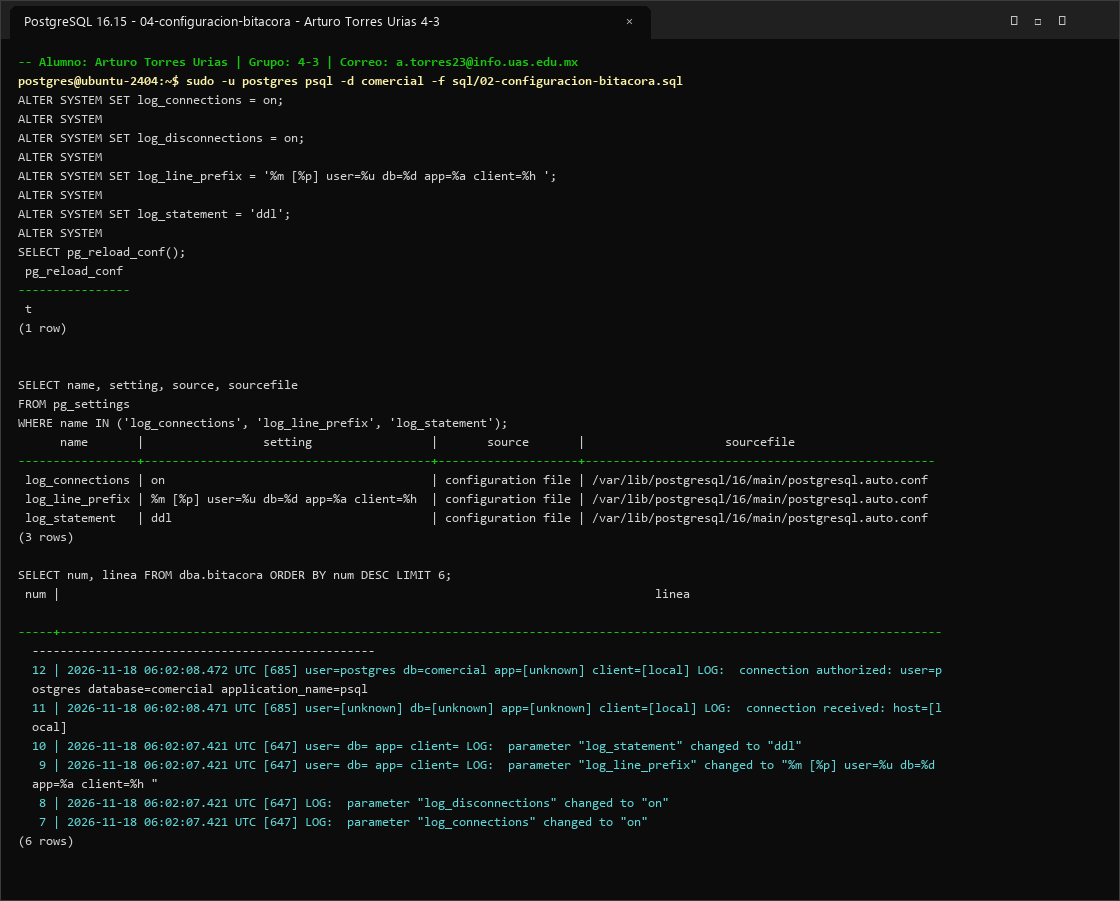 PostgreSQL 16.15 - 04-configuracion-bitacora - Arturo Torres Urias 4-3
-- Alumno: Arturo Torres Urias | Grupo: 4-3 | Correo: a.torres23@info.uas.edu.mx
postgres@ubuntu-2404:~$ sudo -u postgres psql -d comercial -f sql/02-configuracion-bitacora.sql
ALTER SYSTEM SET log_connections = on;
ALTER SYSTEM
ALTER SYSTEM SET log_disconnections = on;
ALTER SYSTEM
ALTER SYSTEM SET log_line_prefix = '%m [%p] user=%u db=%d app=%a client=%h ';
ALTER SYSTEM
ALTER SYSTEM SET log_statement = 'ddl';
ALTER SYSTEM
SELECT pg_reload_conf();
 pg_reload_conf
----------------
 t
(1 row)
SELECT name, setting, source, sourcefile
FROM pg_settings
WHERE name IN ('log_connections', 'log_line_prefix', 'log_statement');
      name       |                 setting                 |       source       |                    sourcefile
-----------------+-----------------------------------------+--------------------+--------------------------------------------------
 log_connections | on                                      | configuration file | /var/lib/postgresql/16/main/postgresql.auto.conf
 log_line_prefix | %m [%p] user=%u db=%d app=%a client=%h  | configuration file | /var/lib/postgresql/16/main/postgresql.auto.conf
 log_statement   | ddl                                     | configuration file | /var/lib/postgresql/16/main/postgresql.auto.conf
(3 rows)
SELECT num, linea FROM dba.bitacora ORDER BY num DESC LIMIT 6;
 num |                                                                                     linea
-----+------------------------------------------------------------------------------------------------------------------------------
  -------------------------------------------------
  12 | 2026-11-18 06:02:08.472 UTC [685] user=postgres db=comercial app=[unknown] client=[local] LOG:  connection authorized: user=p
  ostgres database=comercial application_name=psql
  11 | 2026-11-18 06:02:08.471 UTC [685] user=[unknown] db=[unknown] app=[unknown] client=[local] LOG:  connection received: host=[l
  ocal]
  10 | 2026-11-18 06:02:07.421 UTC [647] user= db= app= client= LOG:  parameter "log_statement" changed to "ddl"
   9 | 2026-11-18 06:02:07.421 UTC [647] user= db= app= client= LOG:  parameter "log_line_prefix" changed to "%m [%p] user=%u db=%d
  app=%a client=%h "
   8 | 2026-11-18 06:02:07.421 UTC [647] LOG:  parameter "log_disconnections" changed to "on"
   7 | 2026-11-18 06:02:07.421 UTC [647] LOG:  parameter "log_connections" changed to "on"
(6 rows)